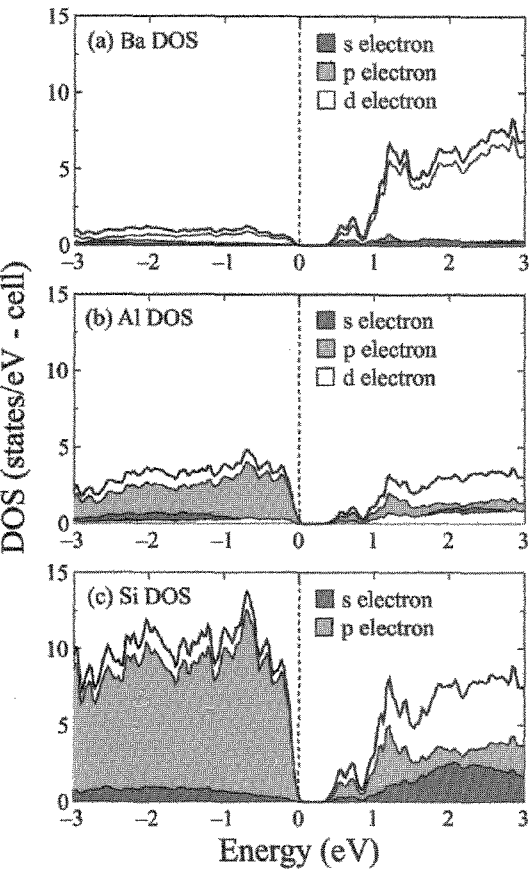 15
(a) Ba DOS
s electron
p electron
d electron
10
5
0
−3 −2 −1 0 1 2 3
15
(b) Al DOS
s electron
p electron
d electron
10
5
0
−3 −2 −1 0 1 2 3
15
(c) Si DOS
s electron
p electron
10
5
0
−3 −2 −1 0 1 2 3
DOS (states/eV - cell)
Energy (eV)